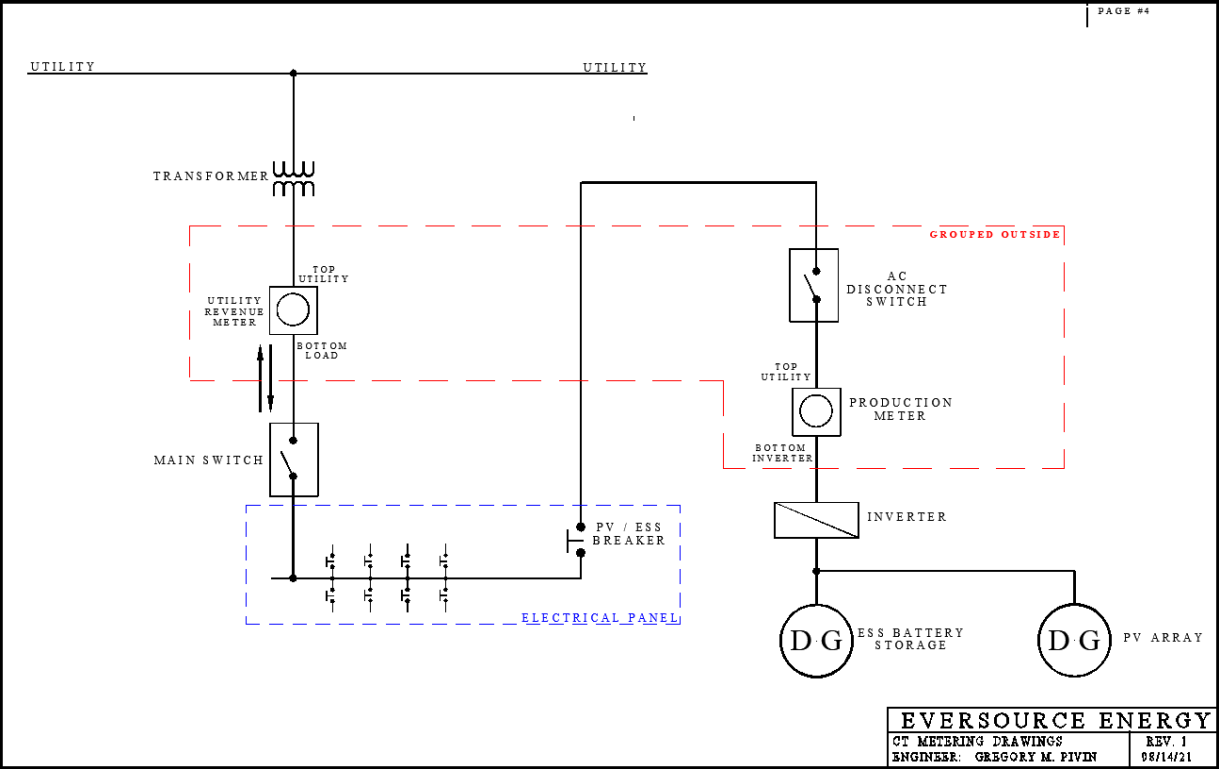 PAGE #4
UTILITY
UTILITY
TRANSFORMER
GROUPED OUTSIDE
TOP
UTILITY
UTILITY
REVENUE
METER
BOTTOM
LOAD
AC
DISCONNECT
SWITCH
TOP
UTILITY
PRODUCTION
METER
BOTTOM
INVERTER
MAIN SWITCH
PV / ESS
BREAKER
INVERTER
ELECTRICAL PANEL
D·G
ESS BATTERY
STORAGE
D·G
PV ARRAY
EVERSOURCE ENERGY
CT METERING DRAWINGS
REV. 1
ENGINEER: GREGORY M. PIVIN
08/14/21